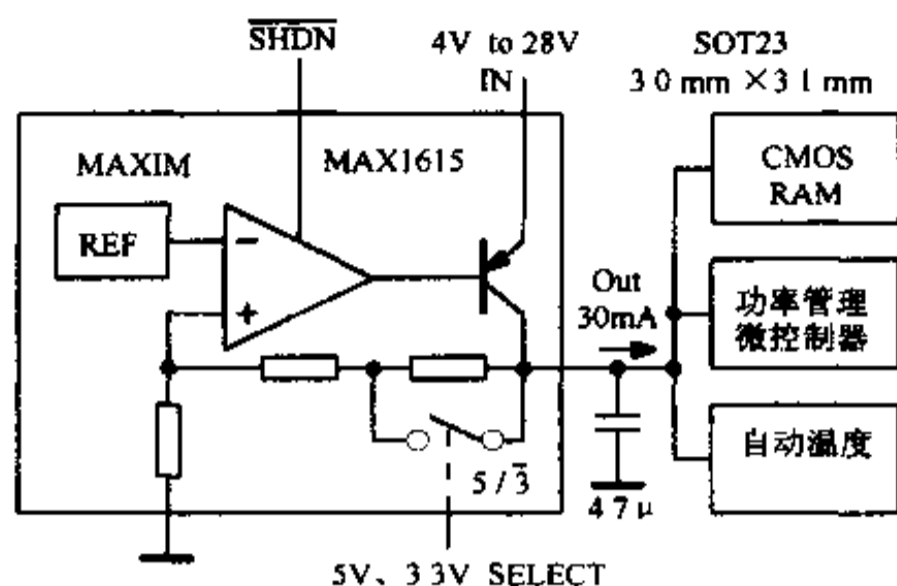 SHDN
4V to 28V
IN
SOT23
3 0 mm ×3 1 mm
MAXIM
MAX1615
REF
−
+
Out
30mA
5 / 3
4 7 μ
5V、3 3V SELECT
CMOS
RAM
功率管理
微控制器
自动温度